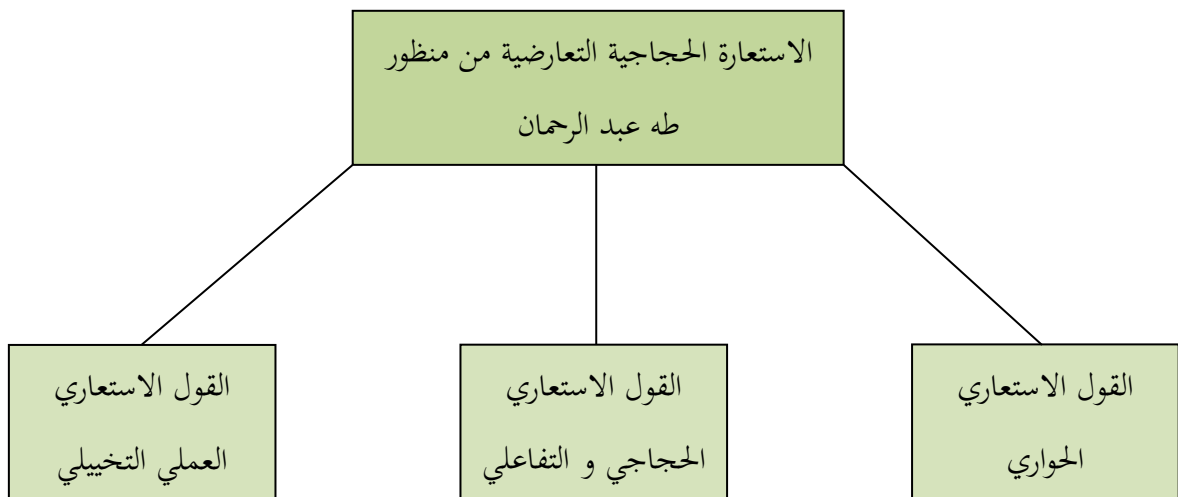 الاستعارة الحجاجية التعارضية من منظور
طه عبد الرحمان
القول الاستعاري
الحواري
القول الاستعاري
الحجاجي و التفاعلي
القول الاستعاري
العملي التخييلي